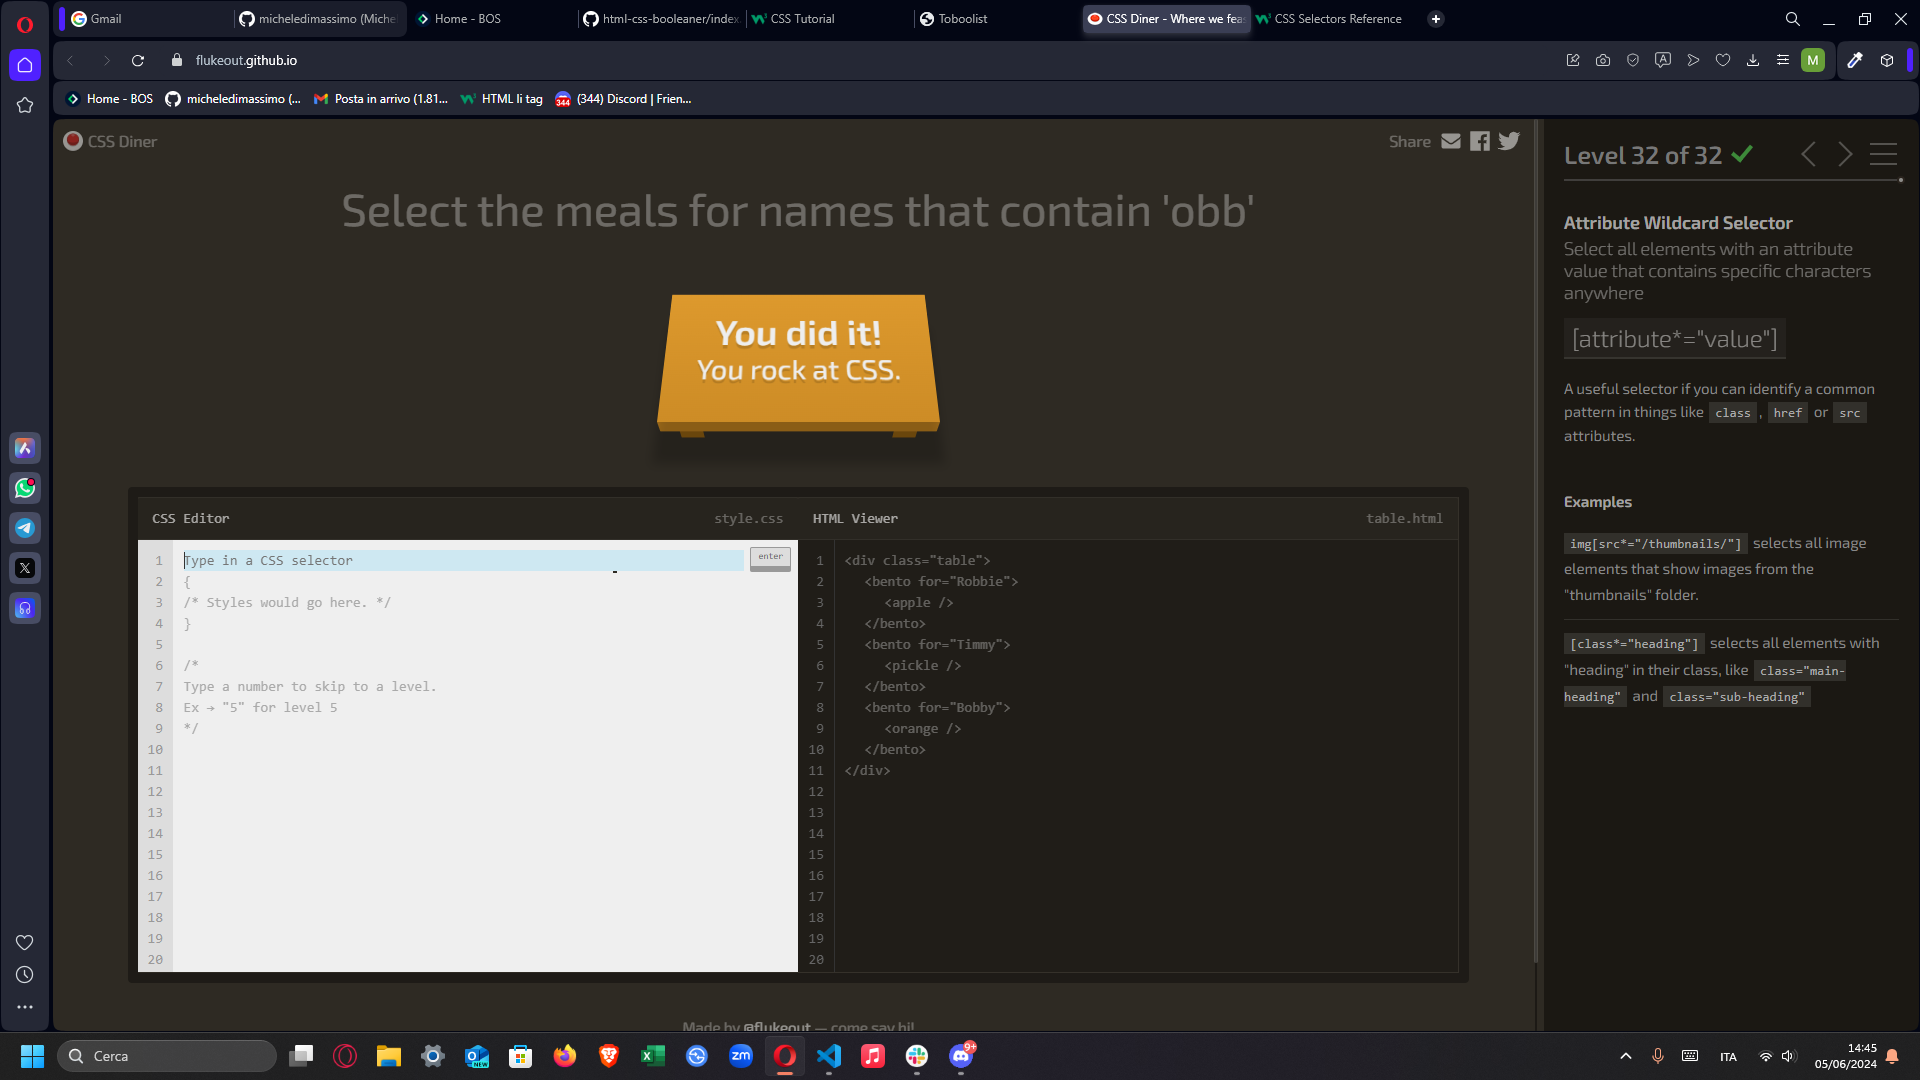 Gmail
micheledimassimo (Miche
Home - BOS
html-css-booleaner/index.
CSS Tutorial
Toboolist
CSS Diner - Where we fea
CSS Selectors Reference
flukeout.github.io
M
Home - BOS
micheledimassimo (...
Posta in arrivo (1.81...
HTML li tag
344
(344) Discord | Frien...
CSS Diner
Share
Select the meals for names that contain 'obb'
You did it!
You rock at CSS.
CSS Editor
style.css
1 Type in a CSS selector
enter
2 {
3 /* Styles would go here. */
4 }
5
6 /*
7 Type a number to skip to a level.
8 Ex → "5" for level 5
9 */
10
11
12
13
14
15
16
17
18
19
20
HTML Viewer
table.html
1 <div class="table">
2 <bento for="Robbie">
3 <apple />
4 </bento>
5 <bento for="Timmy">
6 <pickle />
7 </bento>
8 <bento for="Bobby">
9 <orange />
10 </bento>
11 </div>
12
13
14
15
16
17
18
19
20
Made by @flukeout — come say hi!
Level 32 of 32
Attribute Wildcard Selector
Select all elements with an attribute
value that contains specific characters
anywhere
[attribute*="value"]
A useful selector if you can identify a common
pattern in things like class , href or src
attributes.
Examples
img[src*="/thumbnails/"] selects all image
elements that show images from the
"thumbnails" folder.
[class*="heading"] selects all elements with
"heading" in their class, like class="main-
heading" and class="sub-heading"
Cerca
zm
9+
ITA
14:45
05/06/2024